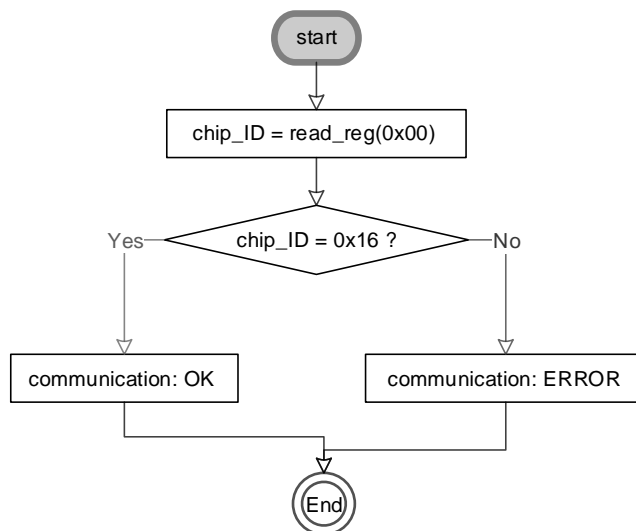 start
chip_ID = read_reg(0x00)
chip_ID = 0x16 ?
Yes
No
communication: OK
communication: ERROR
End